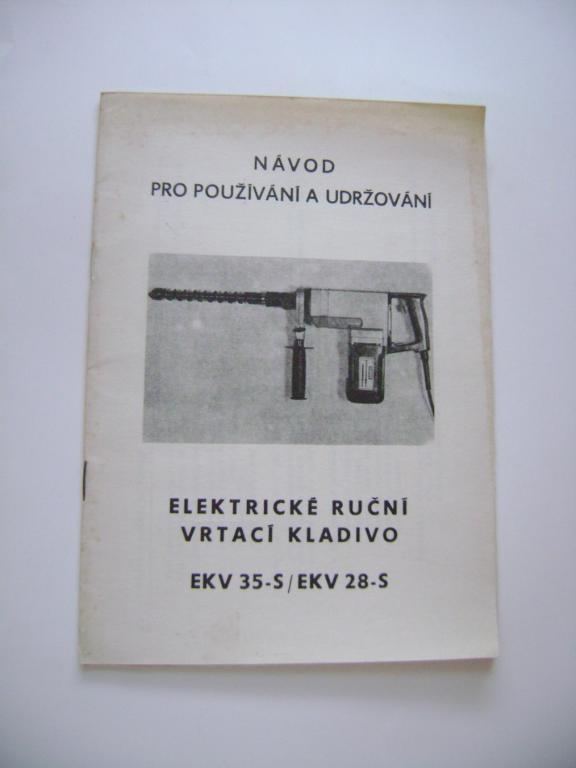 NÁVOD
PRO POUŽÍVÁNÍ A UDRŽOVÁNÍ
ELEKTRICKÉ RUČNÍ
VRTACÍ KLADIVO
EKV 35-S/EKV 28-S